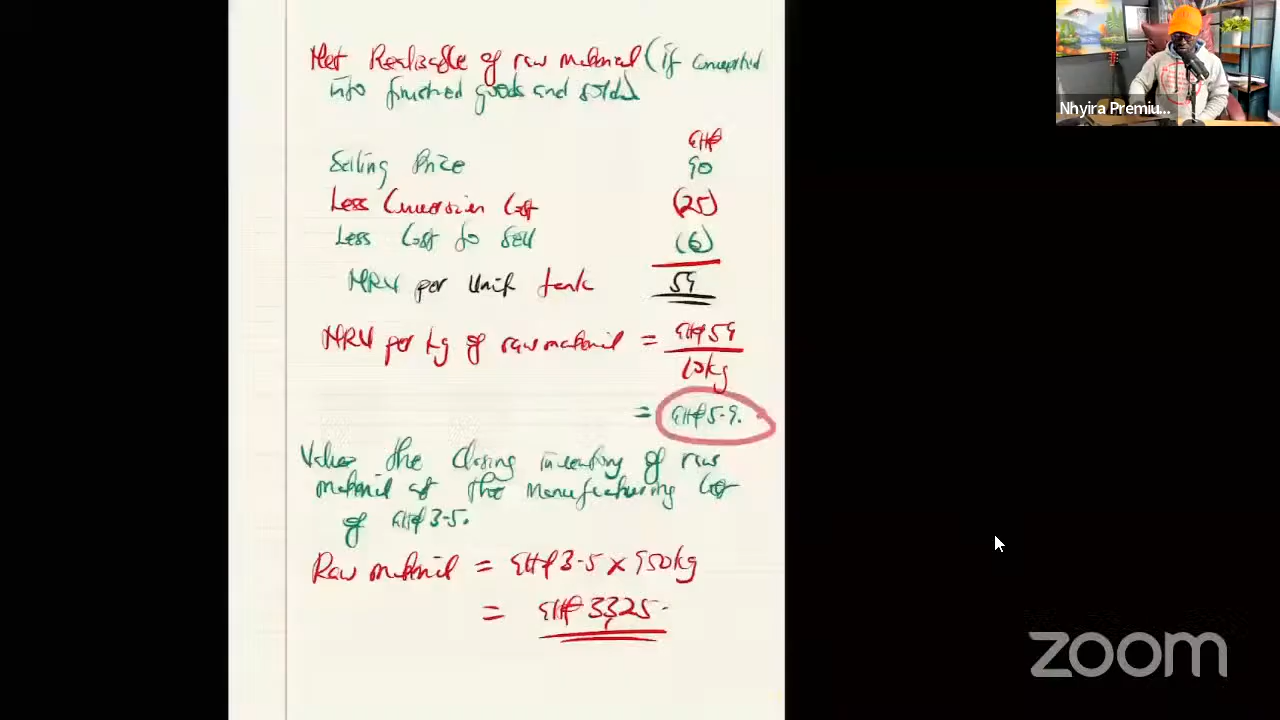 Net Realizable of raw material (if converted
into finished goods and sold)
GH¢
Selling Price 90
Less Conversion Cost (25)
Less Cost to Sell (6)
NRV per Unit tank 59
NRV per kg of raw material = GH¢59
10kg
= GH¢5.9.
Value the closing inventory of raw
material at the manufacturing Cost
of GH¢3.5.
Raw material = GH¢3.5 x 950kg
= GH¢3,325.
Nhyira Premiu...
zoom